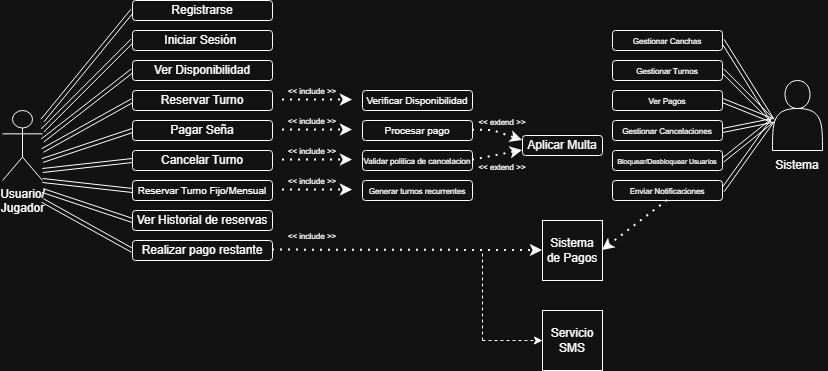 Registrarse
Iniciar Sesión
Ver Disponibilidad
Reservar Turno
Pagar Seña
Cancelar Turno
Reservar Turno Fijo/Mensual
Ver Historial de reservas
Realizar pago restante
Usuario/
Jugador
<< include >>
<< include >>
<< include >>
<< include >>
<< include >>
Verificar Disponibilidad
Procesar pago
Validar politica de cancelacion
Generar turnos recurrentes
<< extend >>
<< extend >>
Aplicar Multa
Sistema
de Pagos
Servicio
SMS
Gestionar Canchas
Gestionar Turnos
Ver Pagos
Gestionar Cancelaciones
Bloquear/Desbloquear Usuarios
Enviar Notificaciones
Sistema